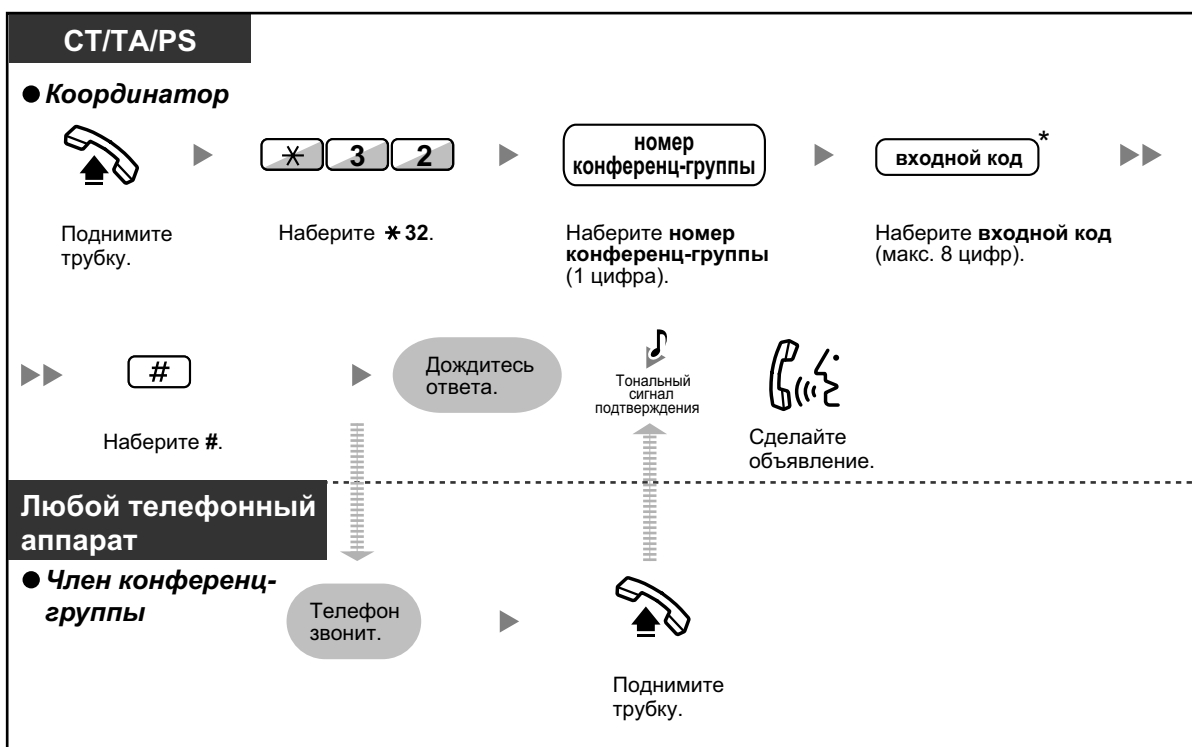 CT/TA/PS
Координатор
* 3 2
номер
конференц-группы
входной код *
Поднимите
трубку.
Наберите * 32.
Наберите номер
конференц-группы
(1 цифра).
Наберите входной код
(макс. 8 цифр).
#
Дождитесь
ответа.
Тональный
сигнал
подтверждения
Наберите #.
Сделайте
объявление.
Любой телефонный
аппарат
Член конференц-
группы
Телефон
звонит.
Поднимите
трубку.